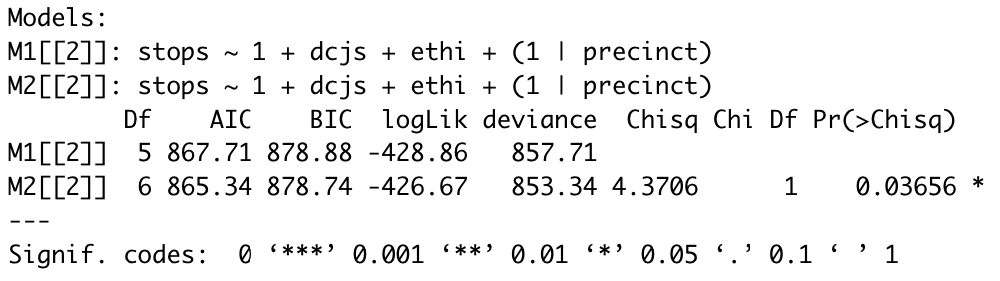 Models:
M1[[2]]: stops ~ 1 + dcjs + ethi + (1 | precinct)
M2[[2]]: stops ~ 1 + dcjs + ethi + (1 | precinct)
        Df    AIC    BIC  logLik deviance  Chisq Chi Df Pr(>Chisq)
M1[[2]]  5 867.71 878.88 -428.86   857.71
M2[[2]]  6 865.34 878.74 -426.67   853.34 4.3706      1    0.03656 *
---
Signif. codes:  0 ‘***’ 0.001 ‘**’ 0.01 ‘*’ 0.05 ‘.’ 0.1 ‘ ’ 1